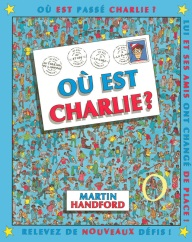 OÙ EST PASSÉ CHARLIE ?
LUI ET SES AMIS ONT CHANGÉ DE PLACE
OÙ EST
CHARLIE?
MARTIN
HANDFORD
RELEVEZ DE NOUVEAUX DÉFIS !